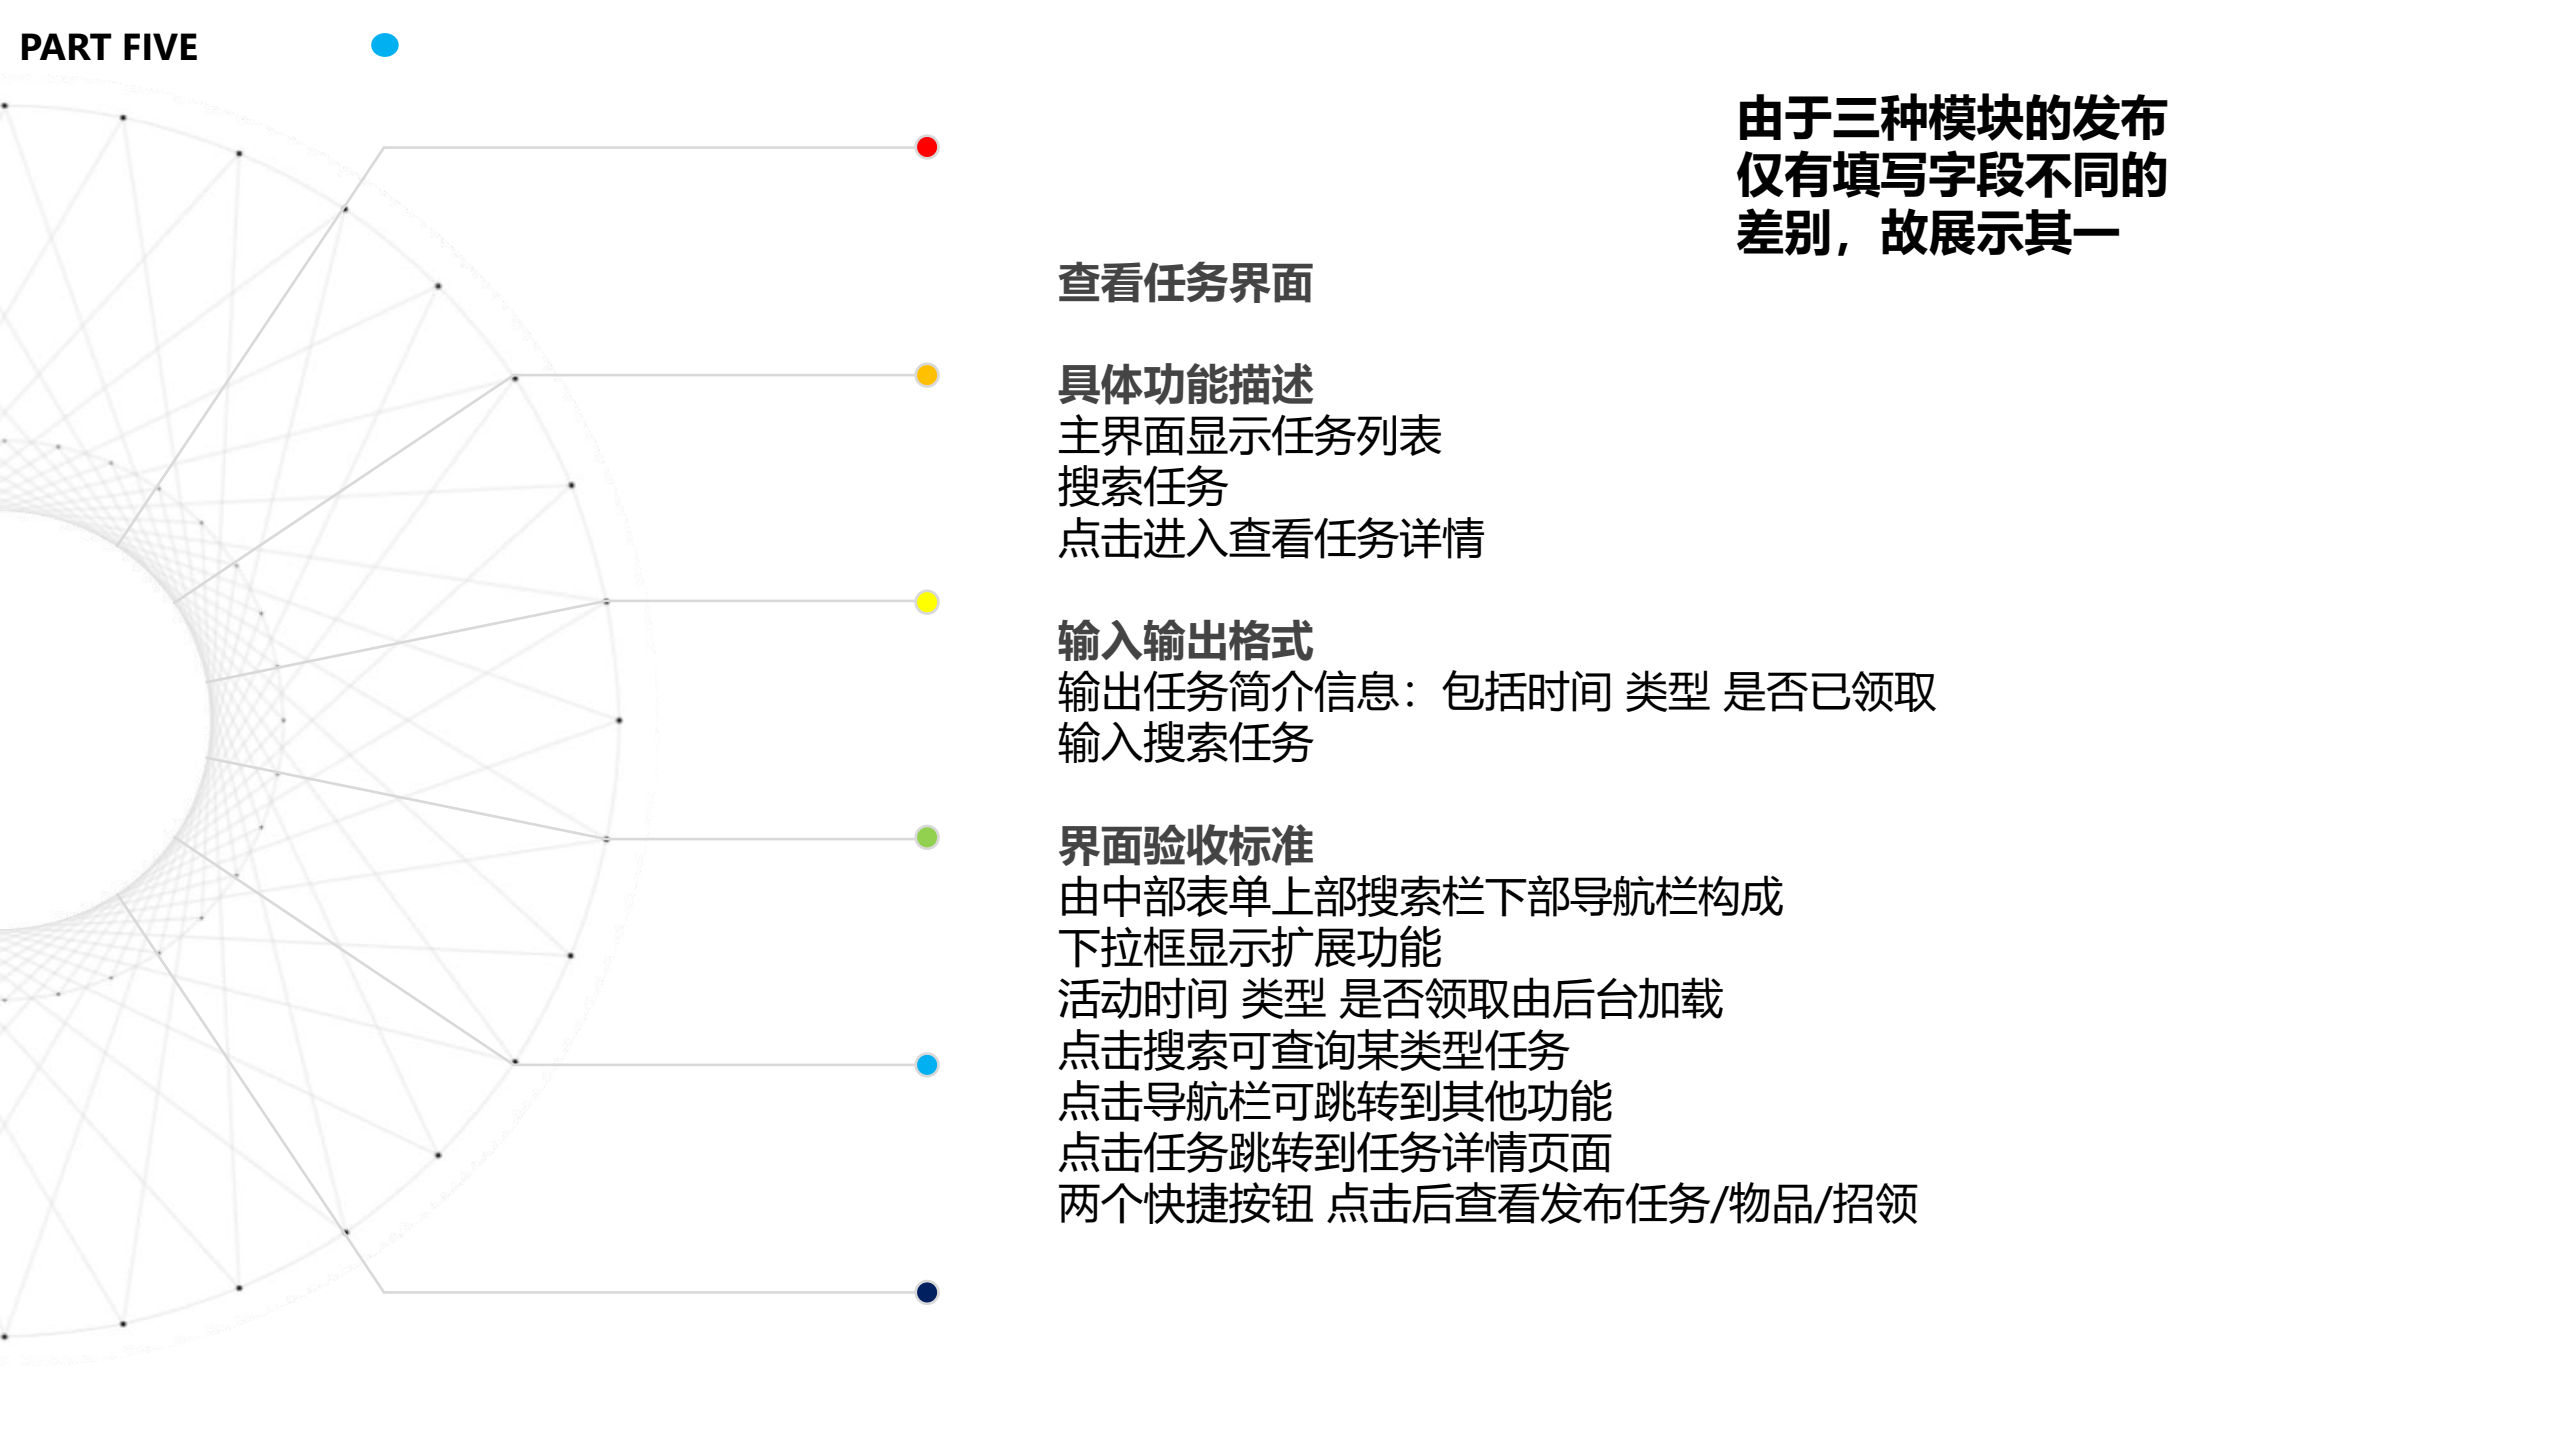 PART FIVE
由于三种模块的发布
仅有填写字段不同的
差别，故展示其一
查看任务界面
具体功能描述
主界面显示任务列表
搜索任务
点击进入查看任务详情
输入输出格式
输出任务简介信息：包括时间 类型 是否已领取
输入搜索任务
界面验收标准
由中部表单上部搜索栏下部导航栏构成
下拉框显示扩展功能
活动时间 类型 是否领取由后台加载
点击搜索可查询某类型任务
点击导航栏可跳转到其他功能
点击任务跳转到任务详情页面
两个快捷按钮 点击后查看发布任务/物品/招领